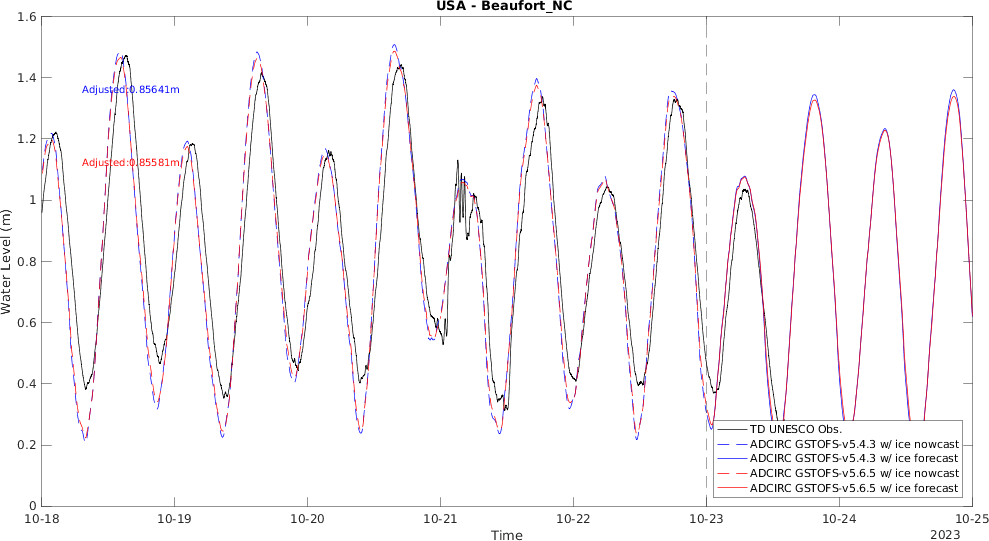 USA - Beaufort_NC
1.6
1.4
1.2
1
0.8
0.6
0.4
0.2
0
Water Level (m)
Adjusted:0.85641m
Adjusted:0.85581m
TD UNESCO Obs.
ADCIRC GSTOFS-v5.4.3 w/ ice nowcast
ADCIRC GSTOFS-v5.4.3 w/ ice forecast
ADCIRC GSTOFS-v5.6.5 w/ ice nowcast
ADCIRC GSTOFS-v5.6.5 w/ ice forecast
10-18 10-19 10-20 10-21 10-22 10-23 10-24 10-25
Time
2023